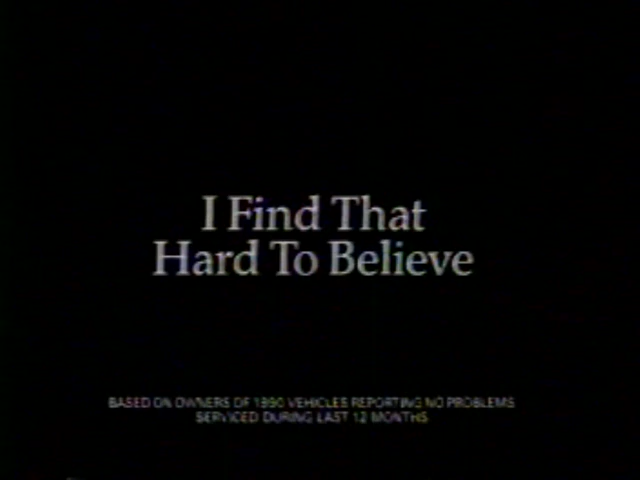 I Find That
Hard To Believe
BASED ON OWNERS OF 1990 VEHICLES REPORTING NO PROBLEMS
SERVICED DURING LAST 12 MONTHS